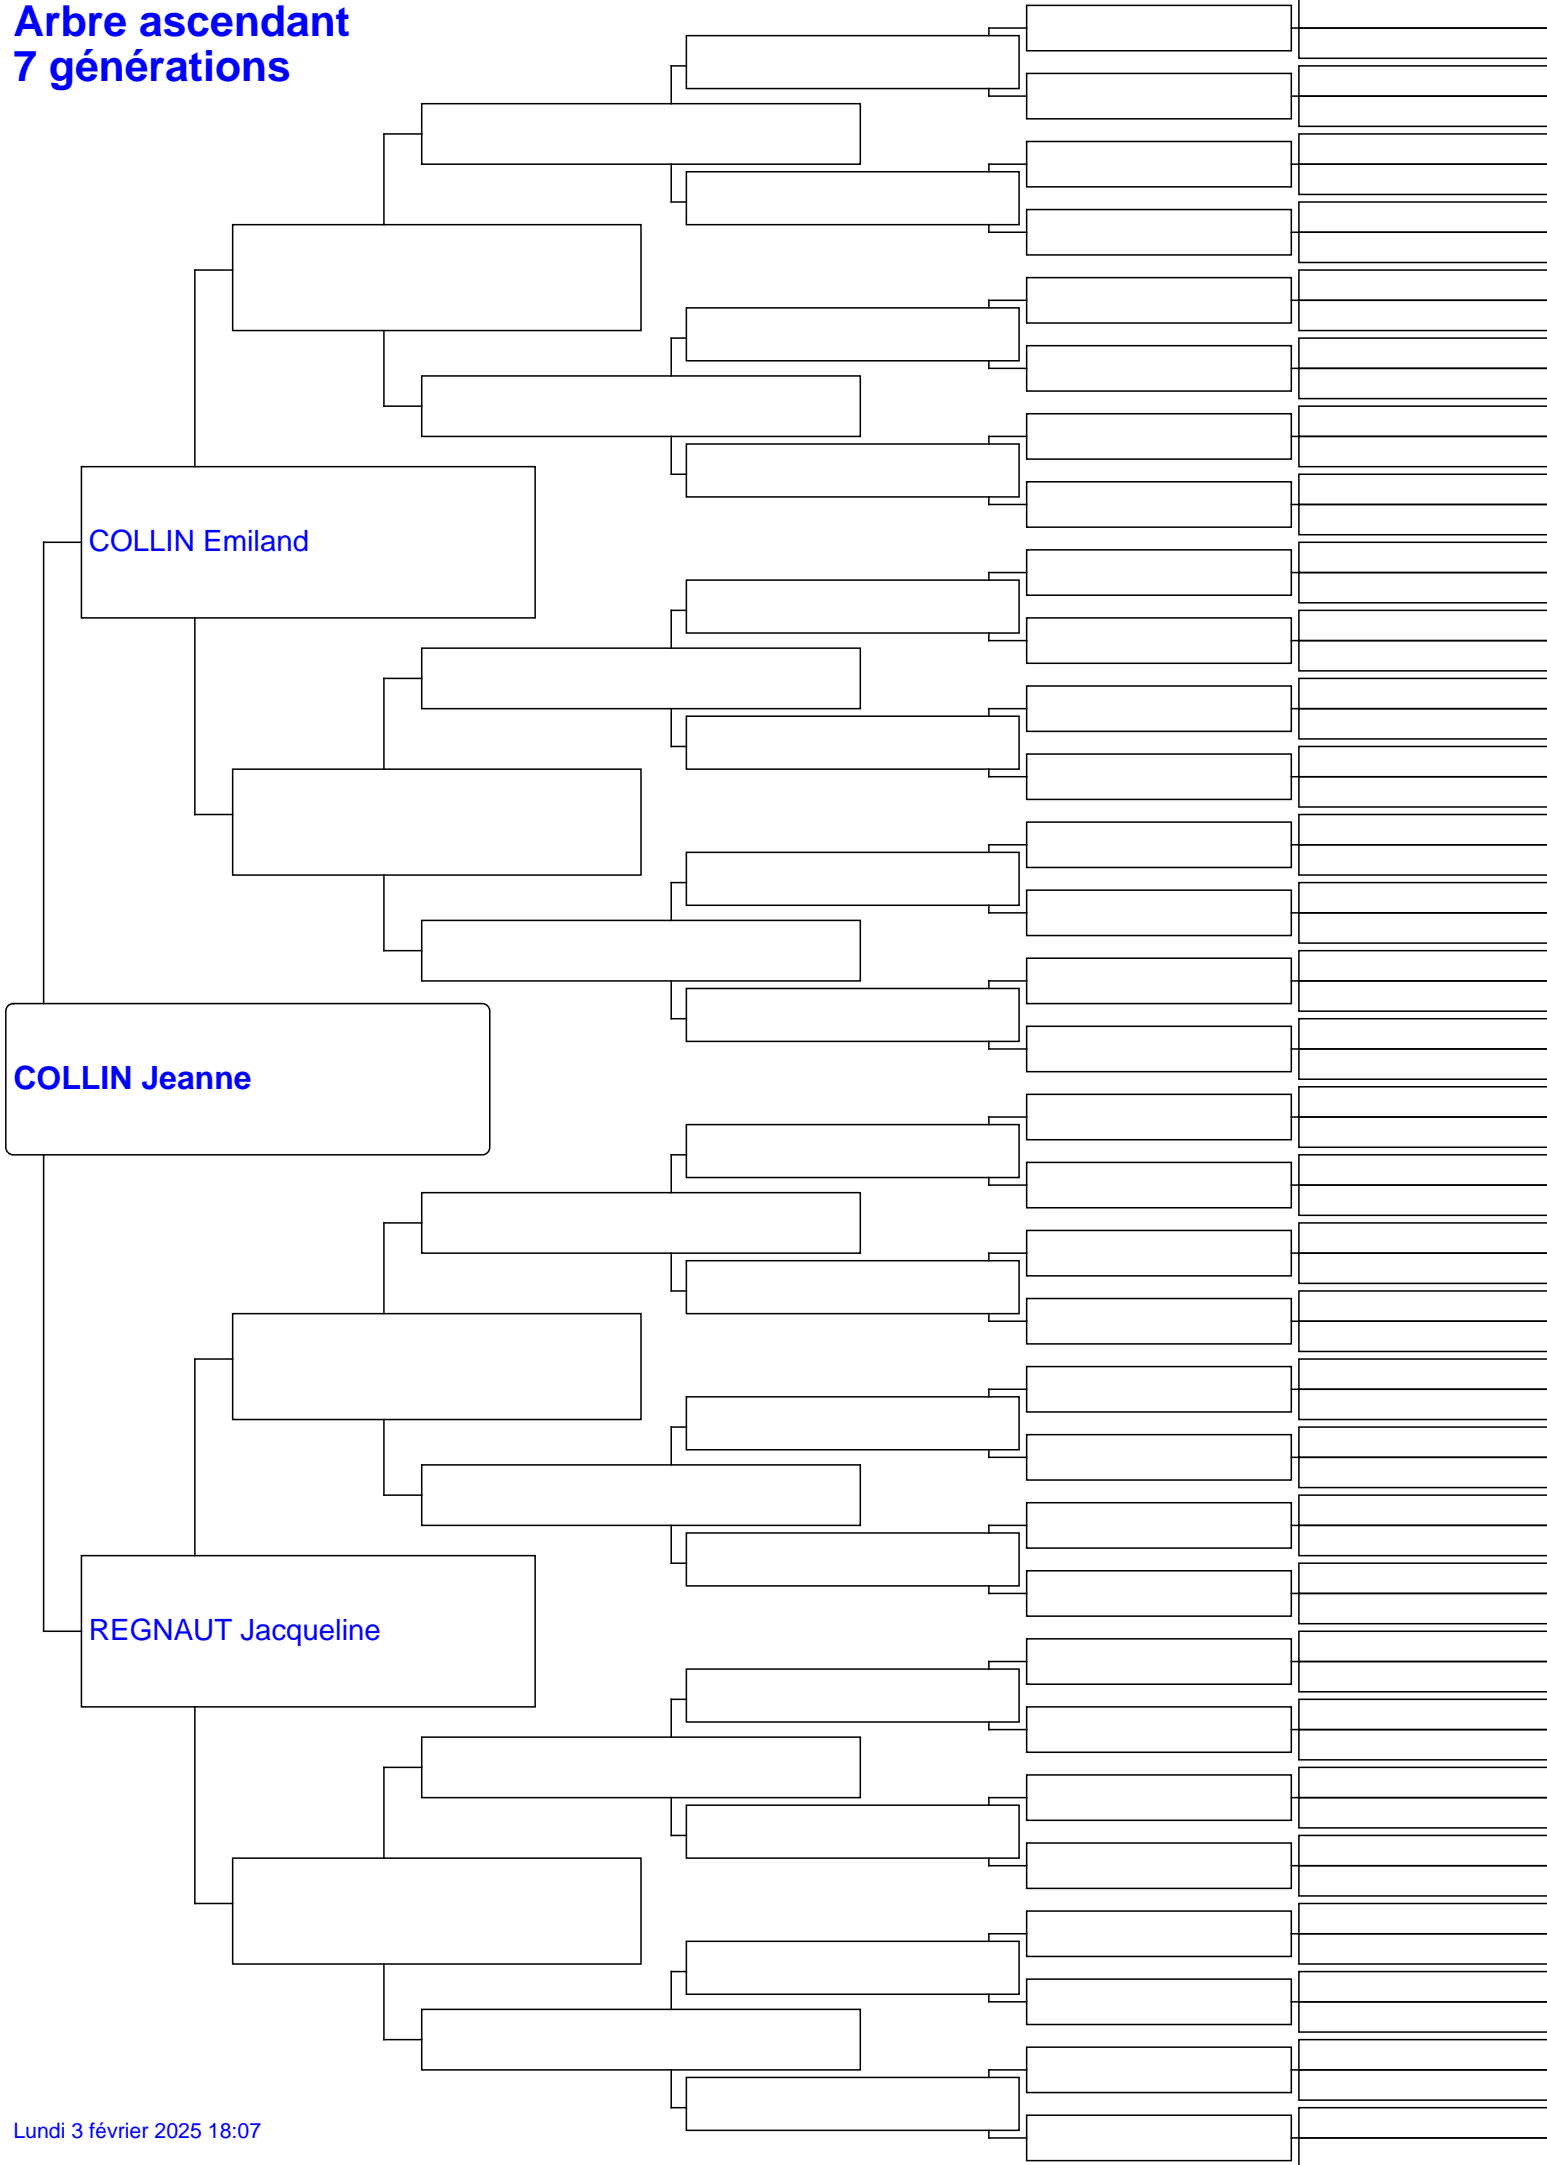 Arbre ascendant
7 générations
COLLIN Emiland
COLLIN Jeanne
REGNAUT Jacqueline
Lundi 3 février 2025 18:07